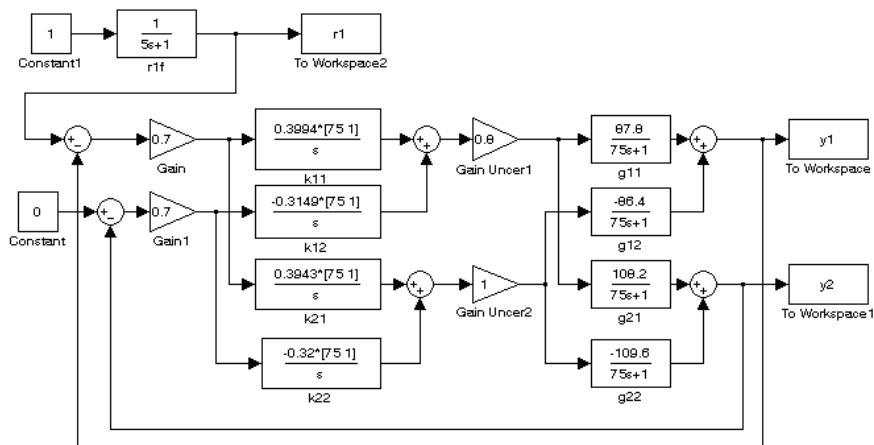 1
Constant1
1
5s+1
r1f
r1
To Workspace2
0.7
Gain
0.3994*[75 1]
s
k11
0.8
Gain Uncer1
87.8
75s+1
g11
y1
To Workspace
0
Constant
0.7
Gain1
-0.3149*[75 1]
s
k12
-86.4
75s+1
g12
0.3943*[75 1]
s
k21
1
Gain Uncer2
108.2
75s+1
g21
y2
To Workspace1
-0.32*[75 1]
s
k22
-109.6
75s+1
g22